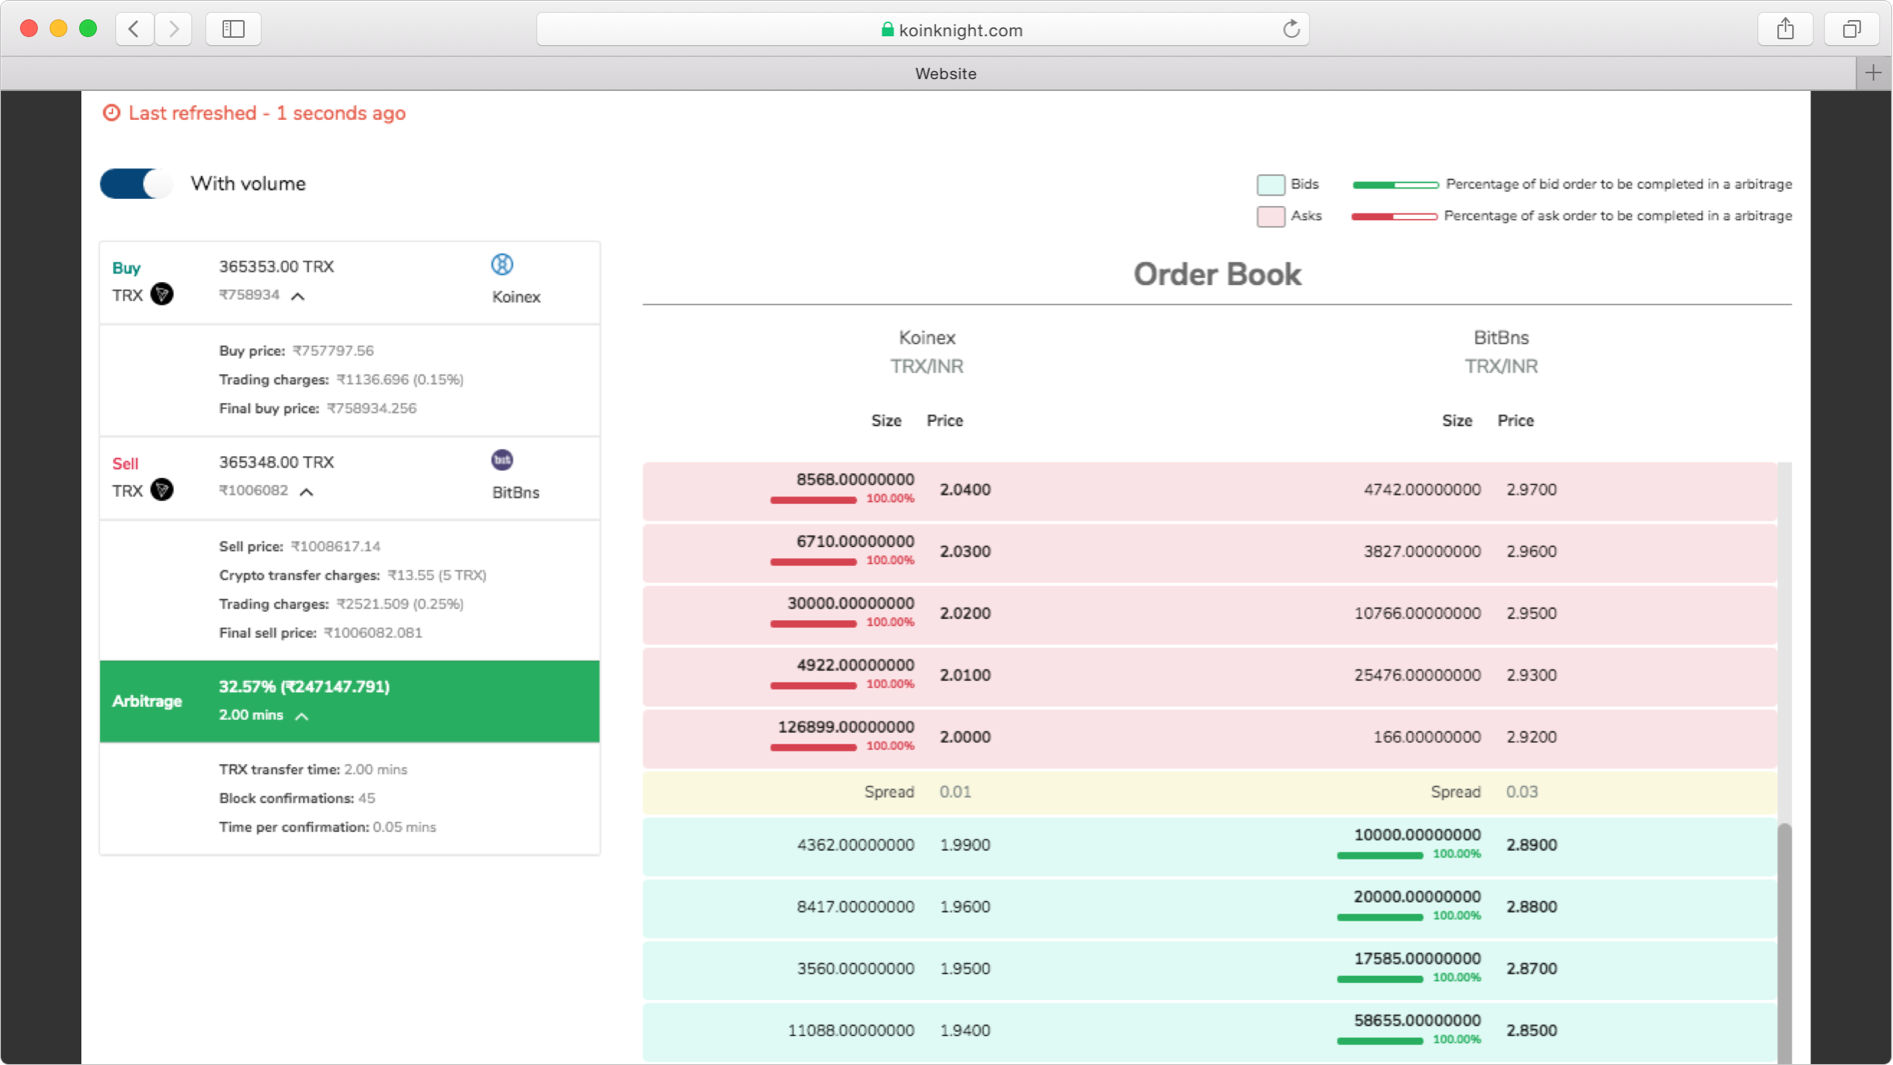 koinknight.com
Website
Last refreshed - 1 seconds ago
With volume
Bids
Percentage of bid order to be completed in a arbitrage
Asks
Percentage of ask order to be completed in a arbitrage
Buy
TRX
365353.00 TRX
₹758934
Koinex
Buy price: ₹757797.56
Trading charges: ₹1136.696 (0.15%)
Final buy price: ₹758934.256
Sell
TRX
365348.00 TRX
₹1006082
bit
BitBns
Sell price: ₹1008617.14
Crypto transfer charges: ₹13.55 (5 TRX)
Trading charges: ₹2521.509 (0.25%)
Final sell price: ₹1006082.081
Arbitrage
32.57% (₹247147.791)
2.00 mins
TRX transfer time: 2.00 mins
Block confirmations: 45
Time per confirmation: 0.05 mins
Order Book
Koinex BitBns
TRX/INR TRX/INR
Size Price Size Price
8568.00000000 100.00% 2.0400 4742.00000000 2.9700
6710.00000000 100.00% 2.0300 3827.00000000 2.9600
30000.00000000 100.00% 2.0200 10766.00000000 2.9500
4922.00000000 100.00% 2.0100 25476.00000000 2.9300
126899.00000000 100.00% 2.0000 166.00000000 2.9200
Spread 0.01 Spread 0.03
4362.00000000 1.9900 10000.00000000 100.00% 2.8900
8417.00000000 1.9600 20000.00000000 100.00% 2.8800
3560.00000000 1.9500 17585.00000000 100.00% 2.8700
11088.00000000 1.9400 58655.00000000 100.00% 2.8500